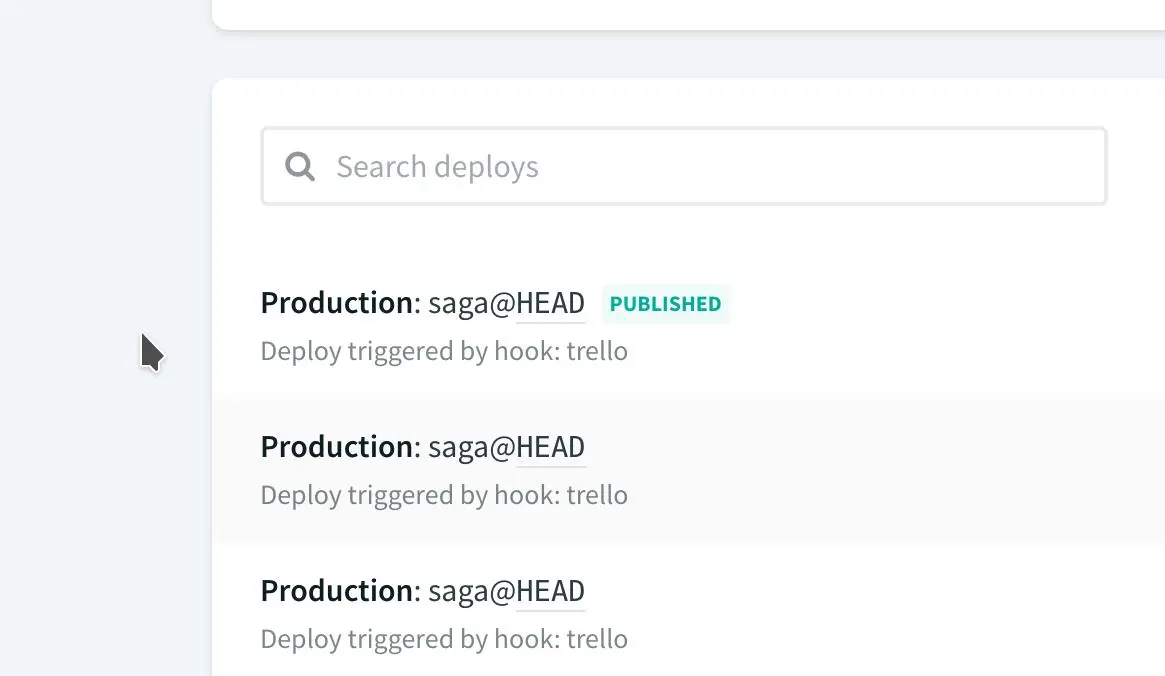 Search deploys
Production: saga@HEAD PUBLISHED
Deploy triggered by hook: trello
Production: saga@HEAD
Deploy triggered by hook: trello
Production: saga@HEAD
Deploy triggered by hook: trello